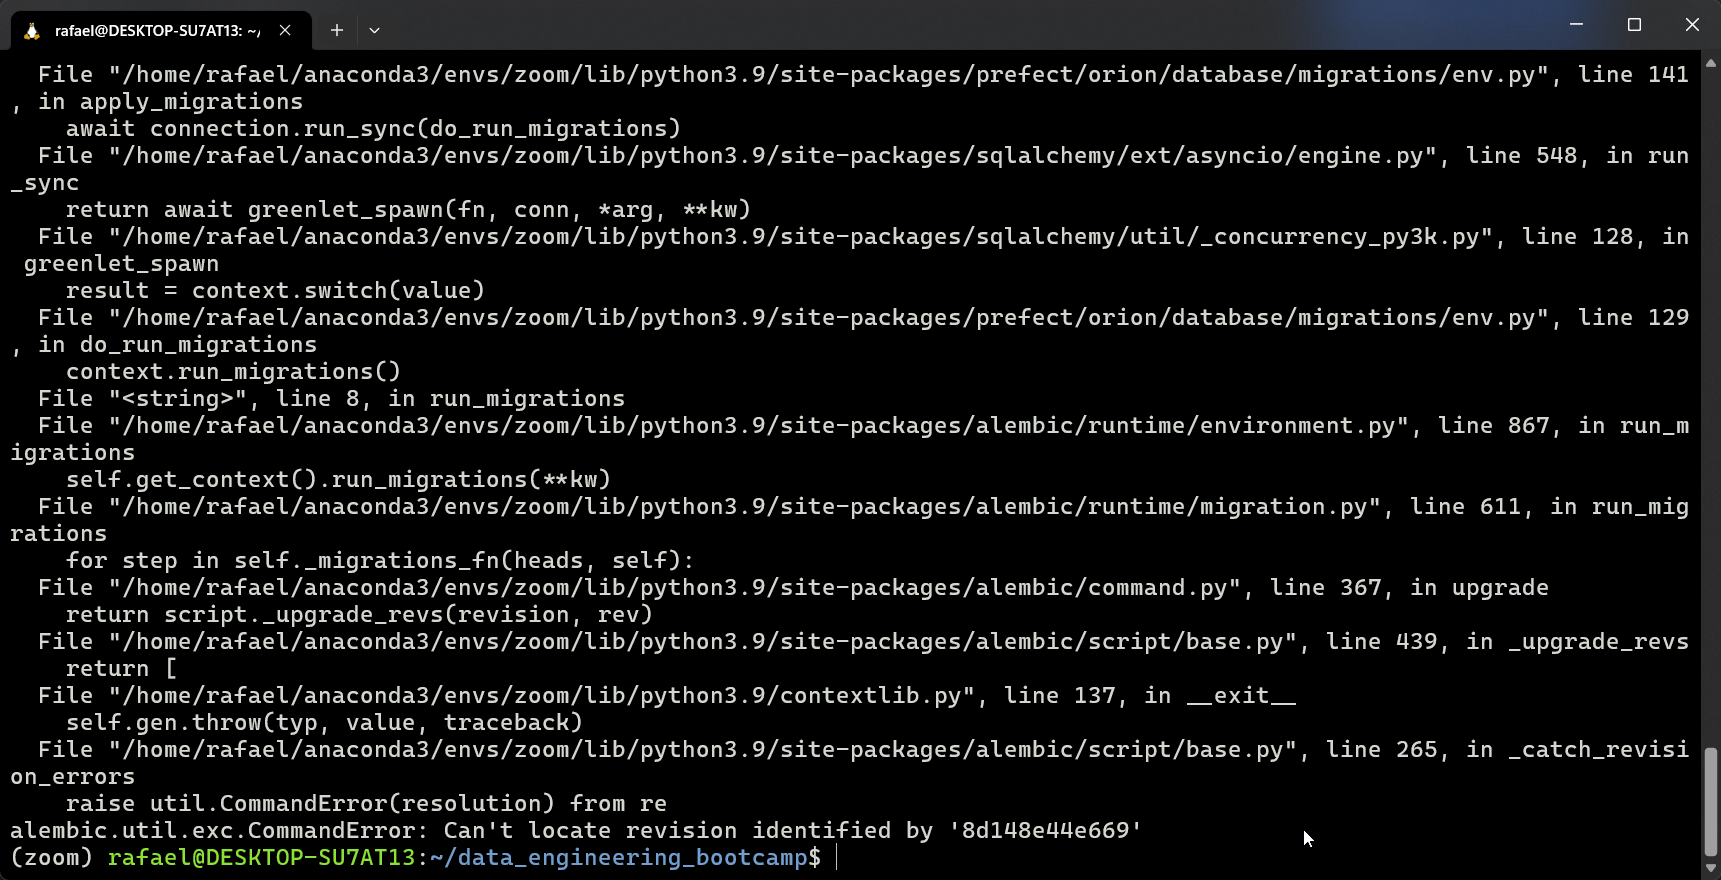 rafael@DESKTOP-SU7AT13: ~/
  File "/home/rafael/anaconda3/envs/zoom/lib/python3.9/site-packages/prefect/orion/database/migrations/env.py", line 141
, in apply_migrations
    await connection.run_sync(do_run_migrations)
  File "/home/rafael/anaconda3/envs/zoom/lib/python3.9/site-packages/sqlalchemy/ext/asyncio/engine.py", line 548, in run
_sync
    return await greenlet_spawn(fn, conn, *arg, **kw)
  File "/home/rafael/anaconda3/envs/zoom/lib/python3.9/site-packages/sqlalchemy/util/_concurrency_py3k.py", line 128, in
 greenlet_spawn
    result = context.switch(value)
  File "/home/rafael/anaconda3/envs/zoom/lib/python3.9/site-packages/prefect/orion/database/migrations/env.py", line 129
, in do_run_migrations
    context.run_migrations()
  File "<string>", line 8, in run_migrations
  File "/home/rafael/anaconda3/envs/zoom/lib/python3.9/site-packages/alembic/runtime/environment.py", line 867, in run_m
igrations
    self.get_context().run_migrations(**kw)
  File "/home/rafael/anaconda3/envs/zoom/lib/python3.9/site-packages/alembic/runtime/migration.py", line 611, in run_mig
rations
    for step in self._migrations_fn(heads, self):
  File "/home/rafael/anaconda3/envs/zoom/lib/python3.9/site-packages/alembic/command.py", line 367, in upgrade
    return script._upgrade_revs(revision, rev)
  File "/home/rafael/anaconda3/envs/zoom/lib/python3.9/site-packages/alembic/script/base.py", line 439, in _upgrade_revs
    return [
  File "/home/rafael/anaconda3/envs/zoom/lib/python3.9/contextlib.py", line 137, in __exit__
    self.gen.throw(typ, value, traceback)
  File "/home/rafael/anaconda3/envs/zoom/lib/python3.9/site-packages/alembic/script/base.py", line 265, in _catch_revisi
on_errors
    raise util.CommandError(resolution) from re
alembic.util.exc.CommandError: Can't locate revision identified by '8d148e44e669'
(zoom) rafael@DESKTOP-SU7AT13:~/data_engineering_bootcamp$